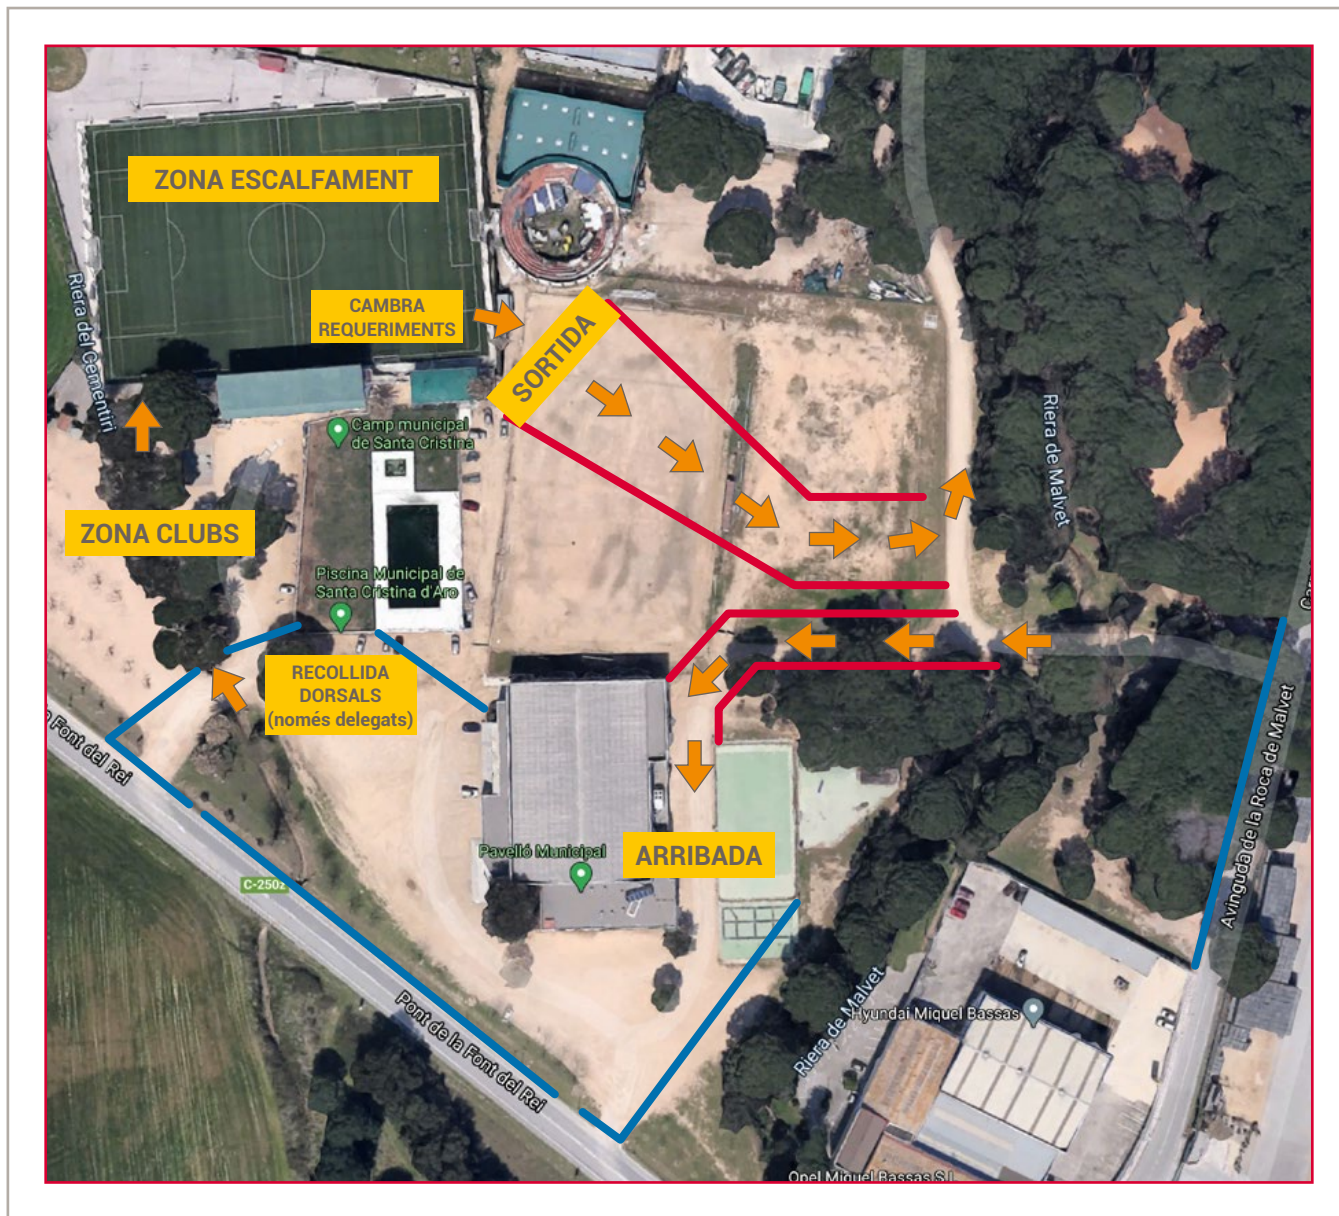 ZONA ESCALFAMENT
CAMBRA
REQUERIMENTS
SORTIDA
Riera del Cementiri
Camp municipal
de Santa Cristina
Riera de Malvet
ZONA CLUBS
Piscina Municipal de
Santa Cristina d'Aro
RECOLLIDA
DORSALS
(només delegats)
Font del Rei
Avinguda de la Roca de Malvet
ARRIBADA
Pavelló Municipal
C-250z
Pont de la Font del Rei
Riera de Malvet
Hyundai Miquel Bassas
Opel Miquel Bassas S.L